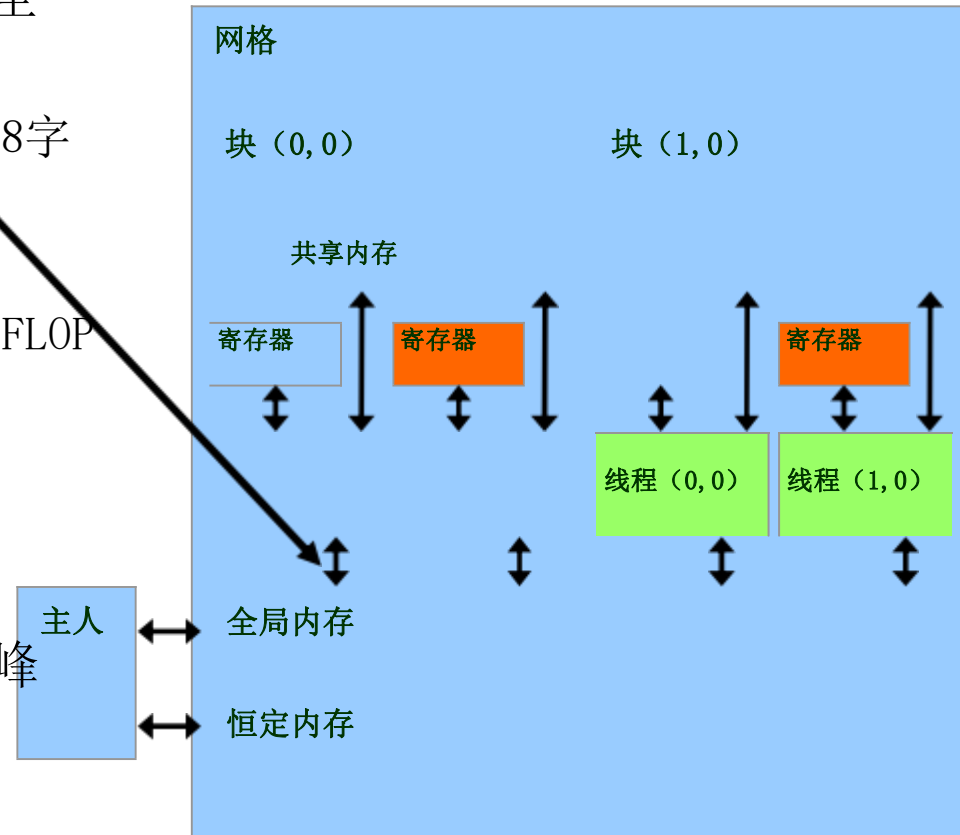 网格
8字
块（0,0）
块（1,0）
共享内存
FLOP
寄存器
寄存器
寄存器
线程（0,0）
线程（1,0）
主人
全局内存
峰
恒定内存